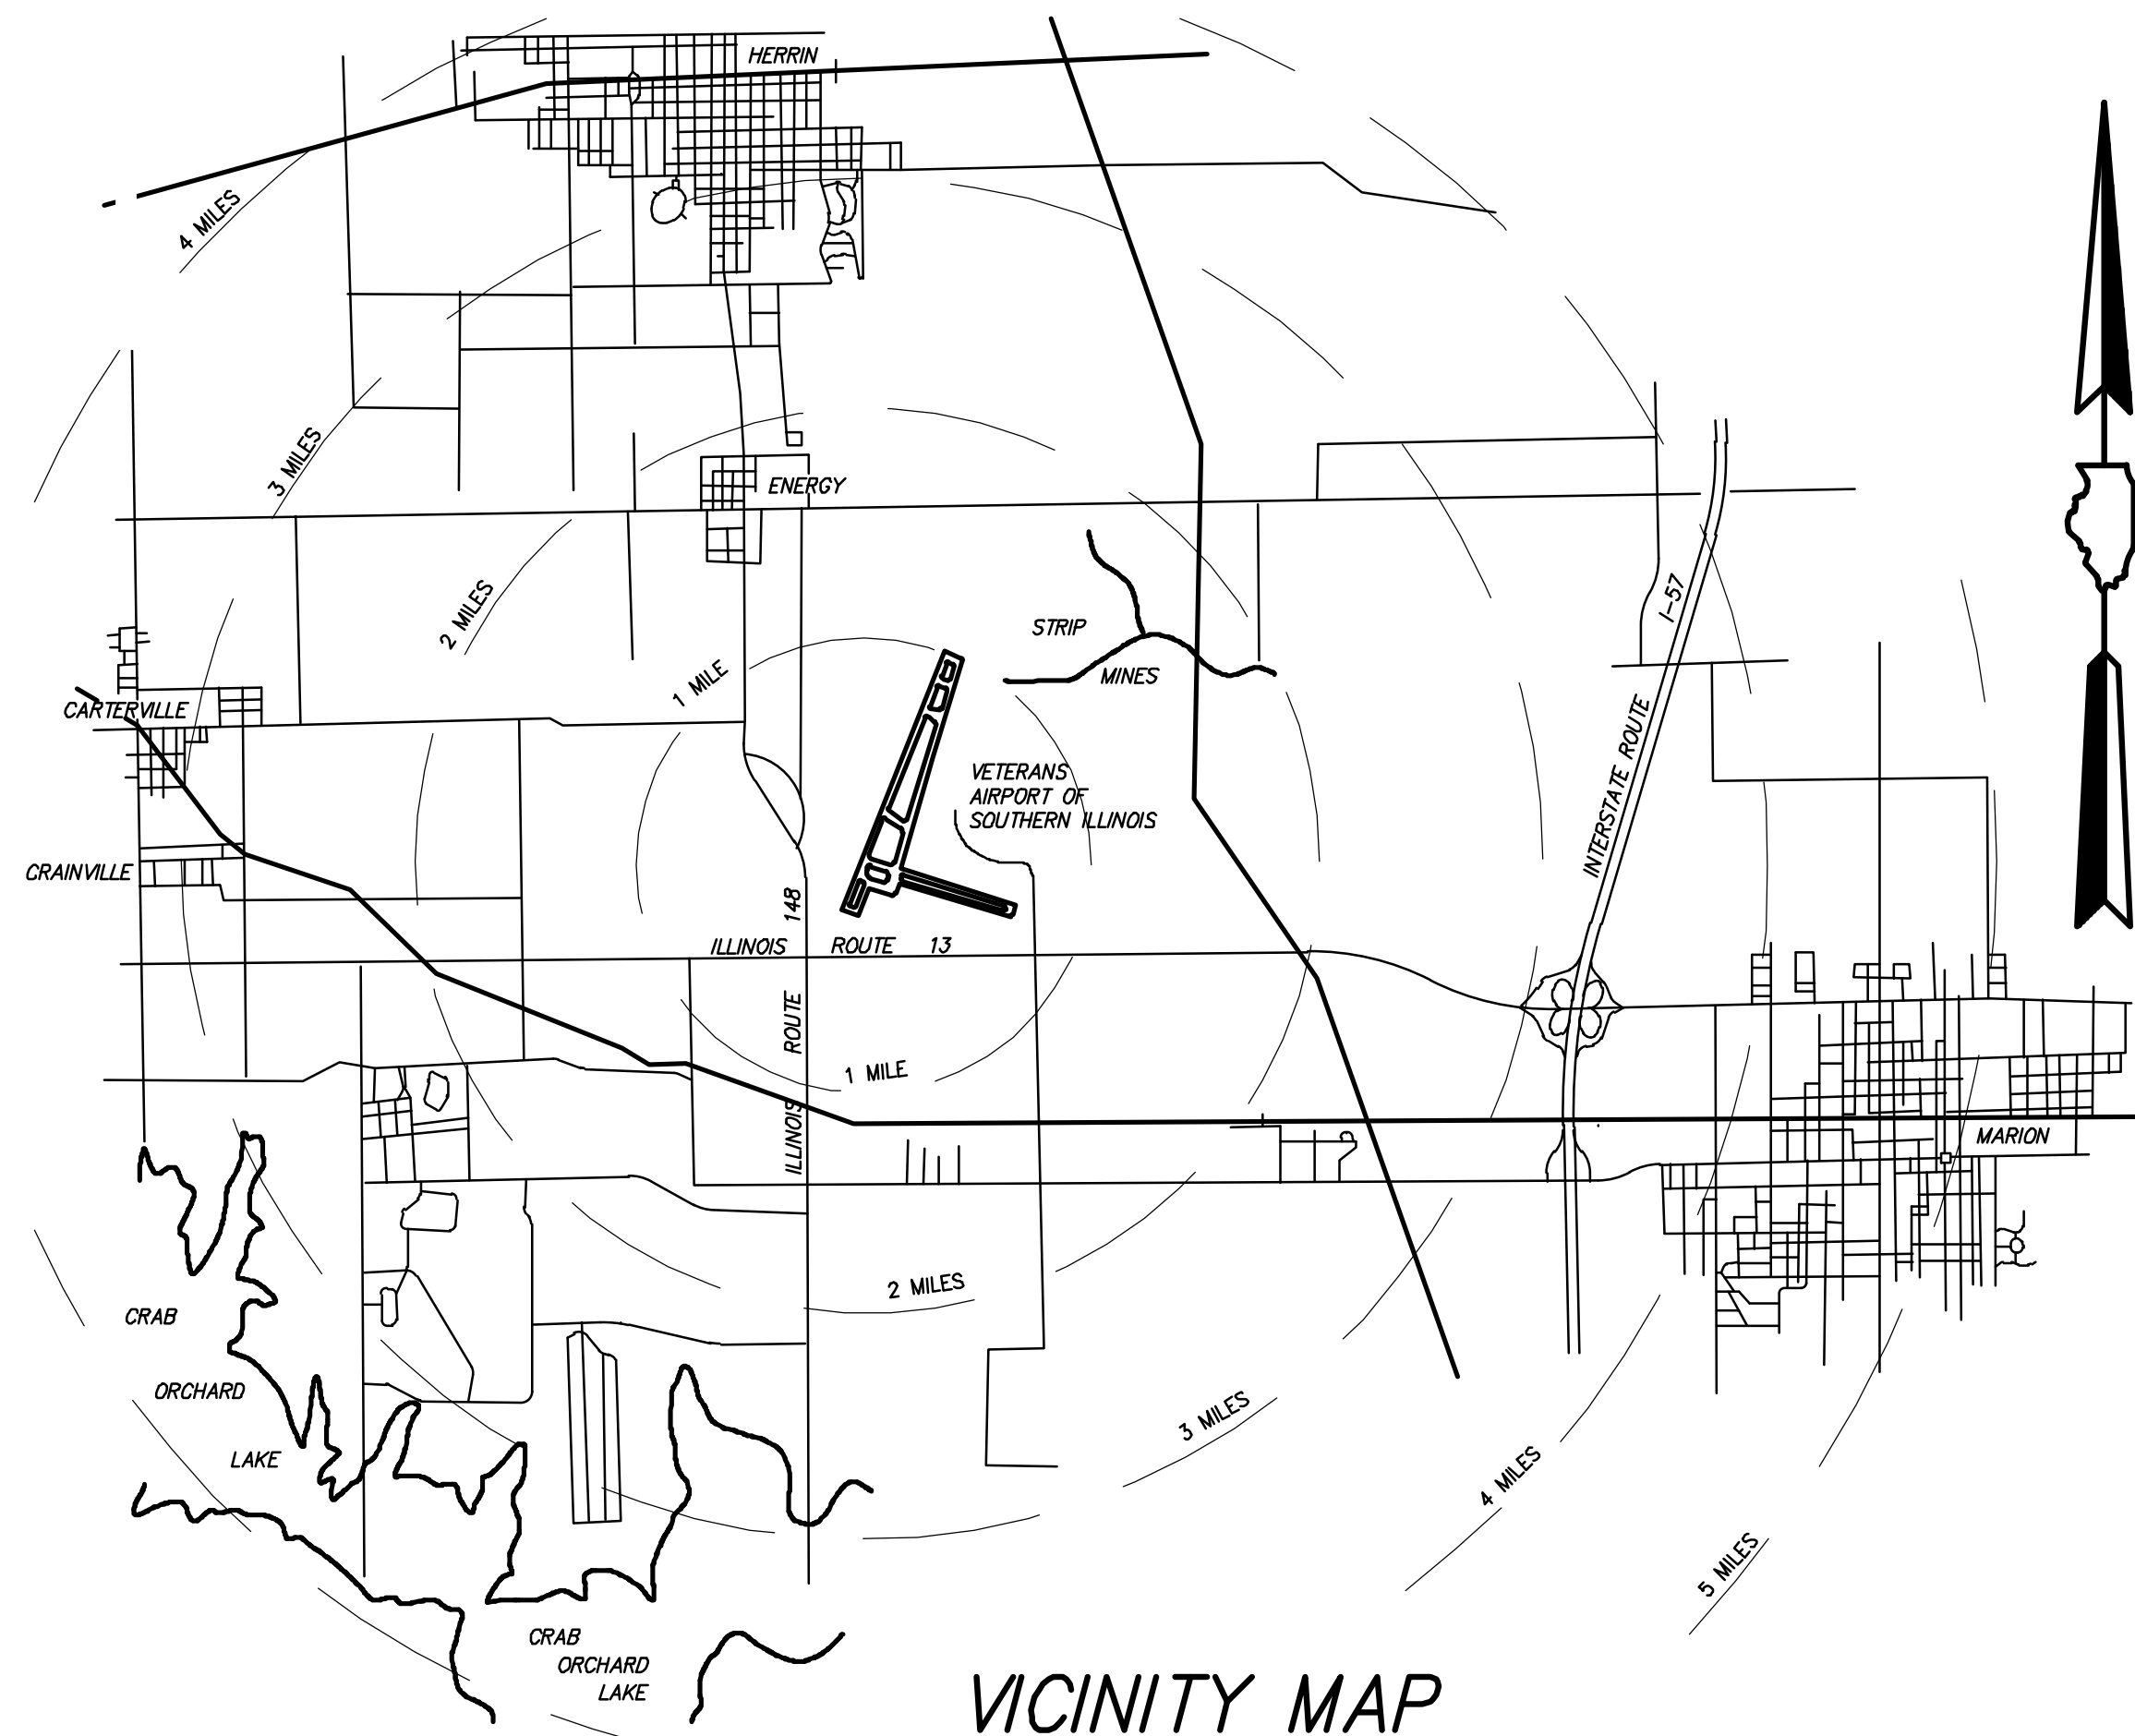 HERRIN
4 MILES
3 MILES
ENERGY
2 MILES
I-57
STRIP
MINES
1 MILE
CARTERVILLE
VETERANS
AIRPORT OF
SOUTHERN ILLINOIS
INTERSTATE ROUTE
CRAINVILLE
ILLINOIS ROUTE 13
ILLINOIS ROUTE 148
1 MILE
MARION
2 MILES
CRAB
ORCHARD
LAKE
3 MILES
4 MILES
5 MILES
CRAB
ORCHARD
LAKE
VICINITY MAP